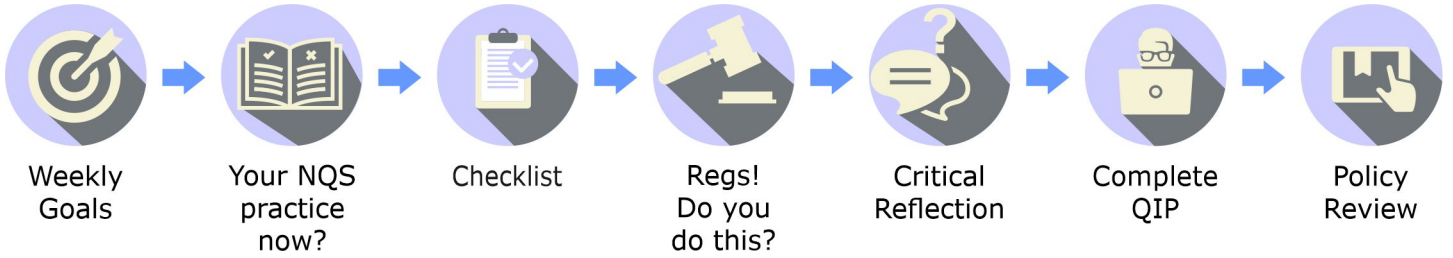 Weekly
Goals
Your NQS
practice
now?
Checklist
Regs!
Do you
do this?
Critical
Reflection
Complete
QIP
Policy
Review